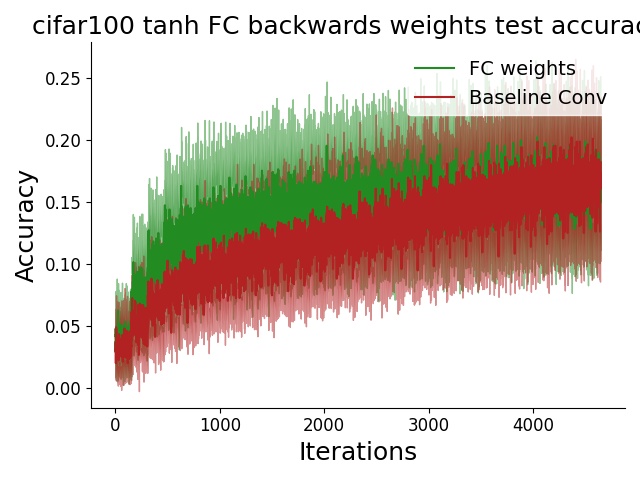 cifar100 tanh FC backwards weights test accurac
FC weights
Baseline Conv
0.25
0.20
0.15
0.10
0.05
0.00
Accuracy
0 1000 2000 3000 4000
Iterations